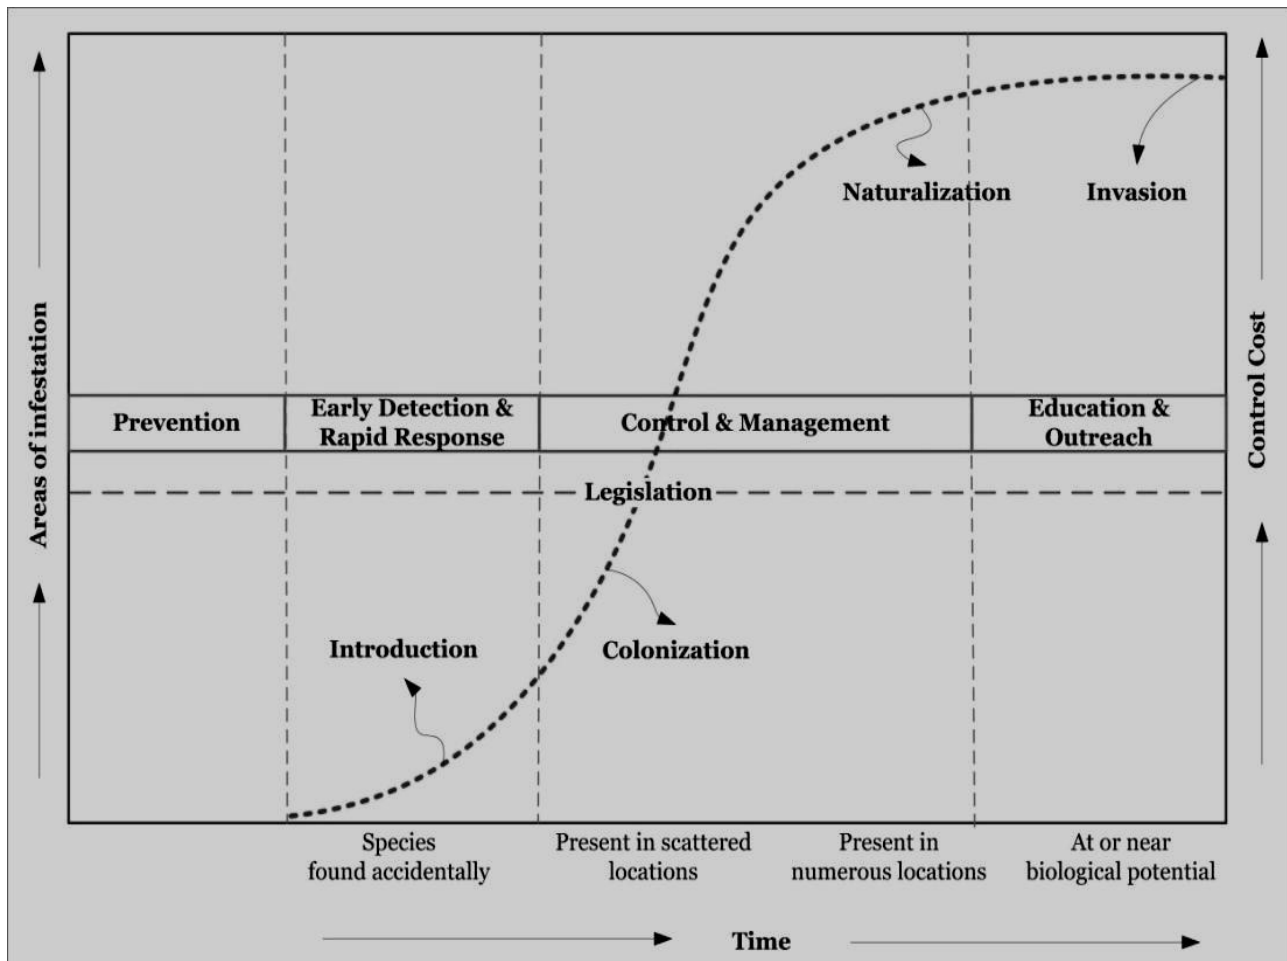 Naturalization
Invasion
Areas of infestation
Control Cost
Prevention
Early Detection &
Rapid Response
Control & Management
Education &
Outreach
Legislation
Introduction
Colonization
Species
found accidentally
Present in scattered
locations
Present in
numerous locations
At or near
biological potential
Time